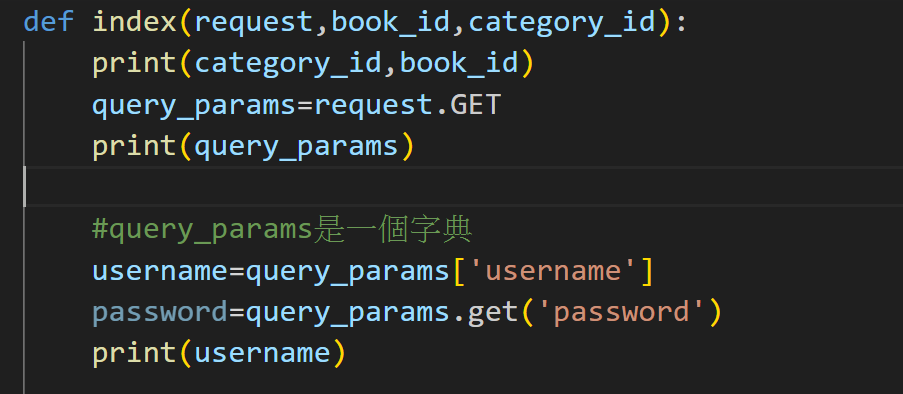 def index(request,book_id,category_id):
print(category_id,book_id)
query_params=request.GET
print(query_params)
#query_params是一個字典
username=query_params['username']
password=query_params.get('password')
print(username)